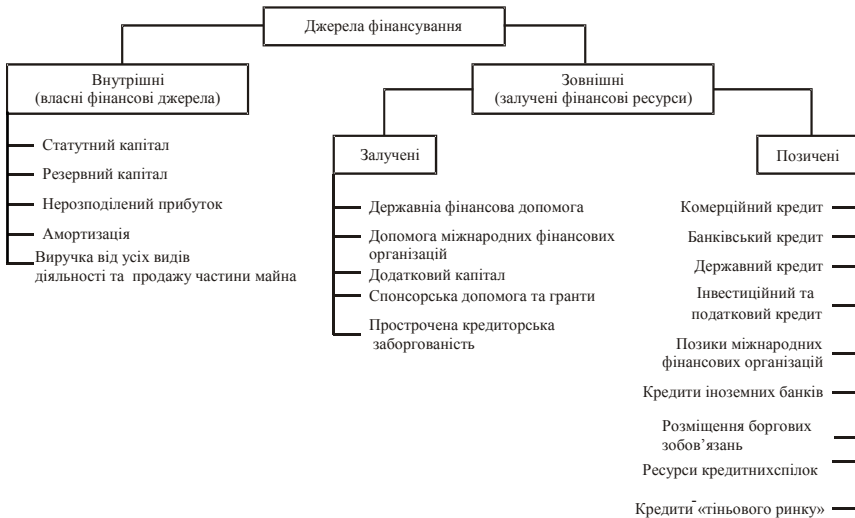 Джерела фінансування
Внутрішні
(власні фінансові джерела)
Статутний капітал
Резервний капітал
Нерозподілений прибуток
Амортизація
Виручка від усіх видів
діяльності та продажу частини майна
Зовнішні
(залучені фінансові ресурси)
Залучені
Державніа фінансова допомога
Допомога міжнародних фінансових
організацій
Додатковий капітал
Спонсорська допомога та гранти
Прострочена кредиторська
заборгованість
Позичені
Комерційний кредит
Банківський кредит
Державний кредит
Інвестиційний та
податковий кредит
Позики міжнародних
фінансових організацій
Кредити іноземних банків
Розміщення боргових
зобов’язань
Ресурси кредитнихспілок
Кредити «тіньового ринку»